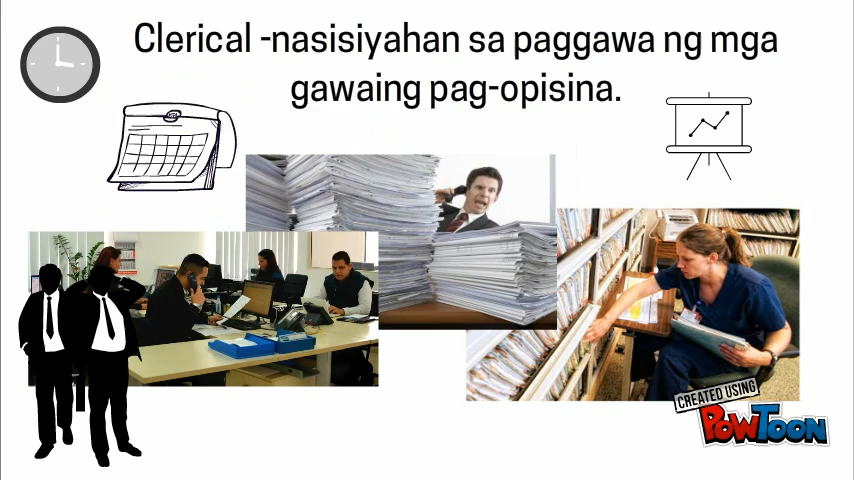 Clerical -nasisiyahan sa paggawa ng mga
gawaing pag-opisina.
CREATED USING
POWTOON